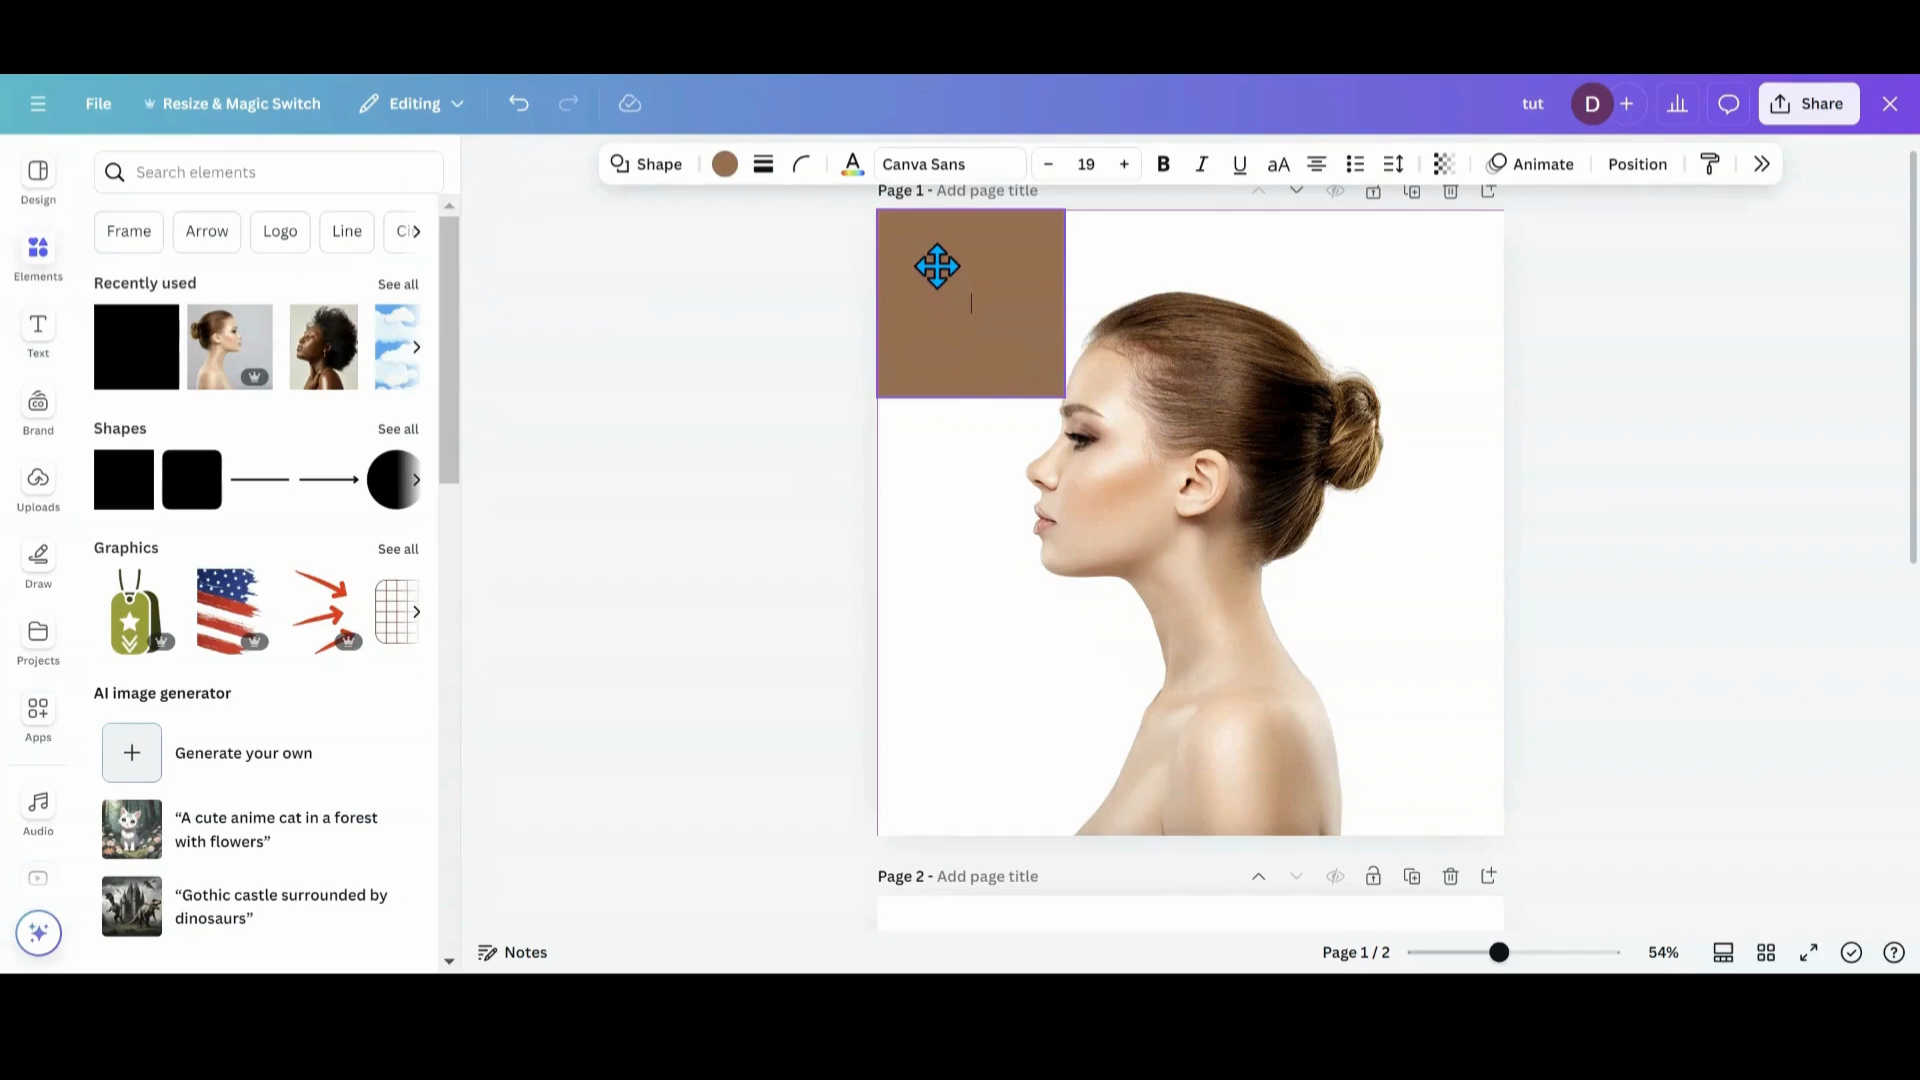 File
Resize & Magic Switch
Editing
tut
D
Share
Design
Elements
Text
Brand
Uploads
Draw
Projects
Apps
Audio
Search elements
Frame
Arrow
Logo
Line
Recently used
See all
Shapes
See all
Graphics
See all
AI image generator
Generate your own
“A cute anime cat in a forest
with flowers”
“Gothic castle surrounded by
dinosaurs”
Shape
Canva Sans
– 19 +
B I U aA
Animate
Position
Page 1 - Add page title
Page 2 - Add page title
Notes
Page 1 / 2
54%